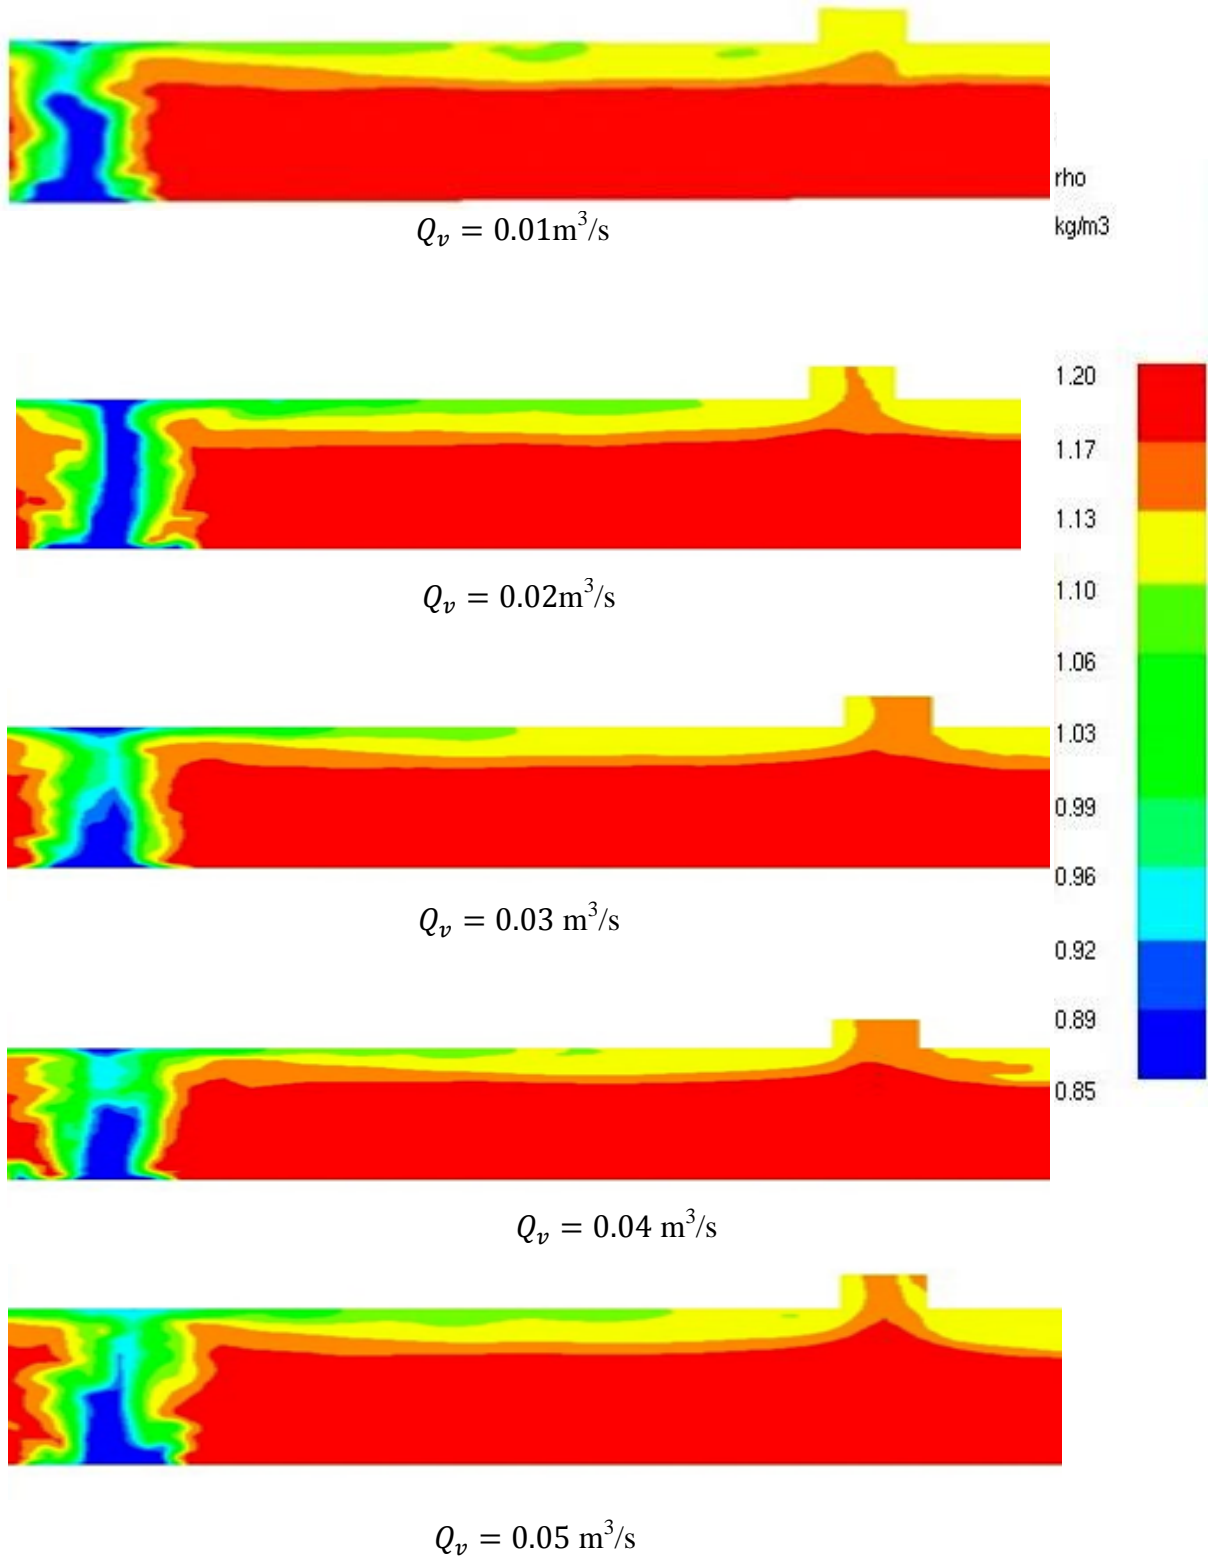 rho
kg/m3
Q_v = 0.01m³/s
1.20
1.17
1.13
1.10
1.06
1.03
0.99
0.96
0.92
0.89
0.85
Q_v = 0.02m³/s
Q_v = 0.03 m³/s
Q_v = 0.04 m³/s
Q_v = 0.05 m³/s